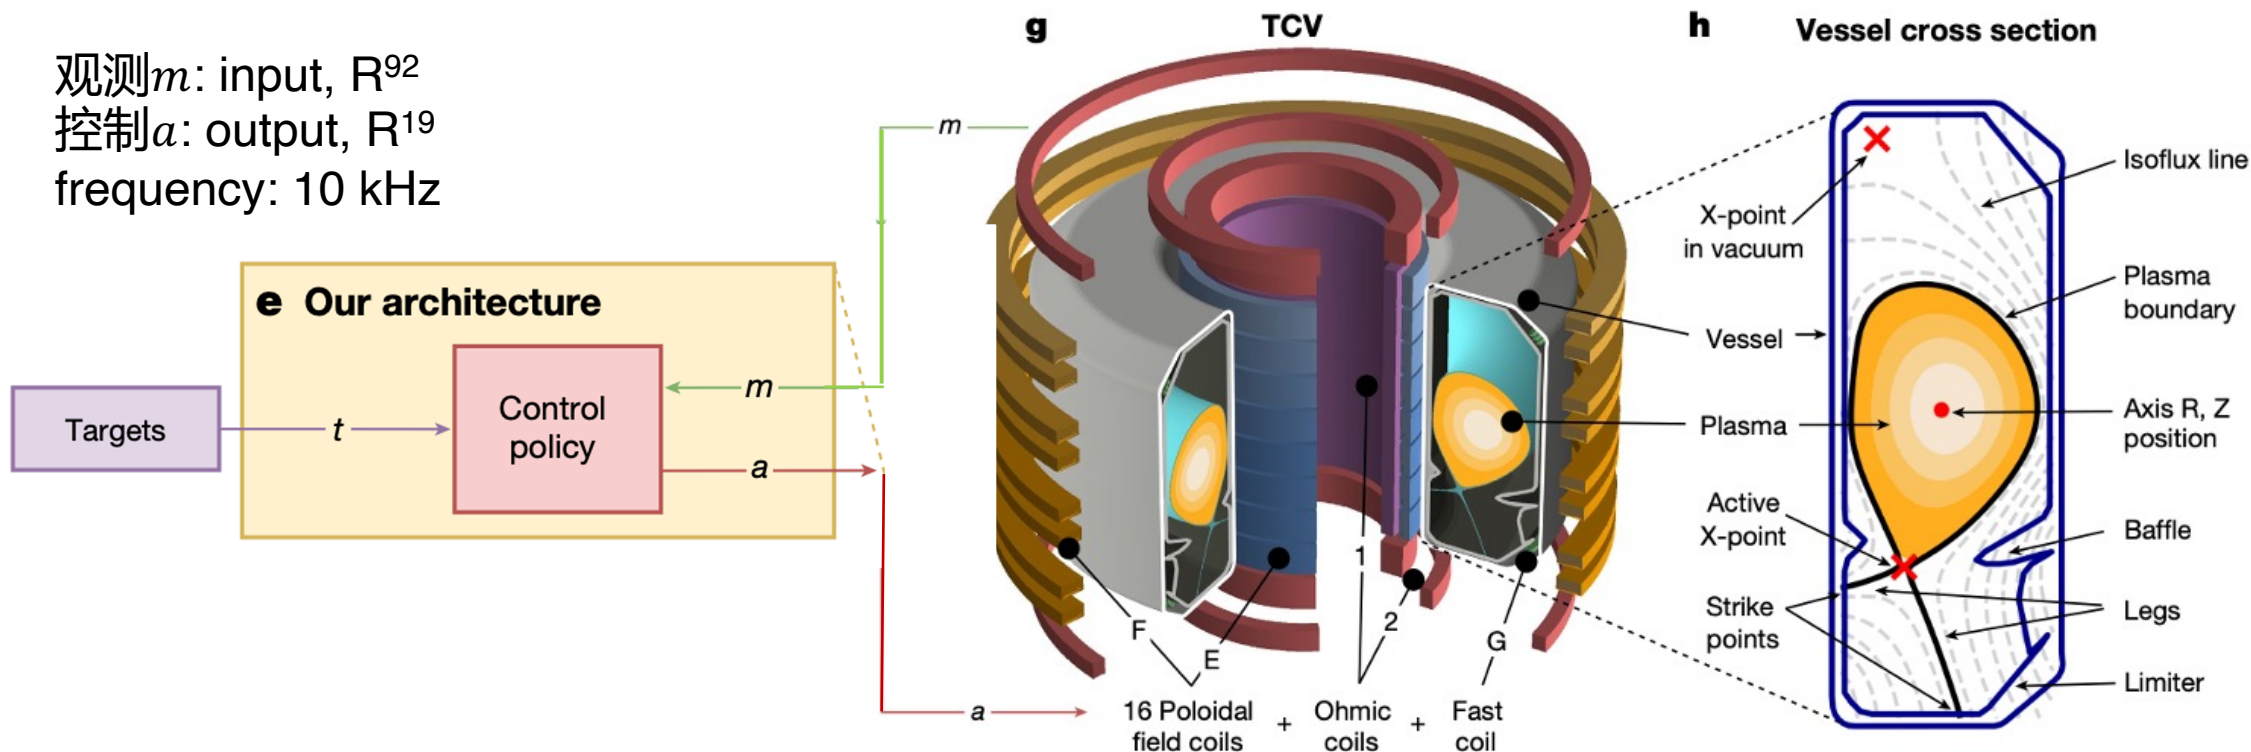 观测m: input, R⁹²
控制a: output, R¹⁹
frequency: 10 kHz
e Our architecture
Targets
t
Control
policy
m
a
m
a
g TCV
F
E
1
2
G
16 Poloidal
field coils
+
Ohmic
coils
+
Fast
coil
h Vessel cross section
X-point
in vacuum
Vessel
Plasma
Active
X-point
Strike
points
Isoflux line
Plasma
boundary
Axis R, Z
position
Baffle
Legs
Limiter